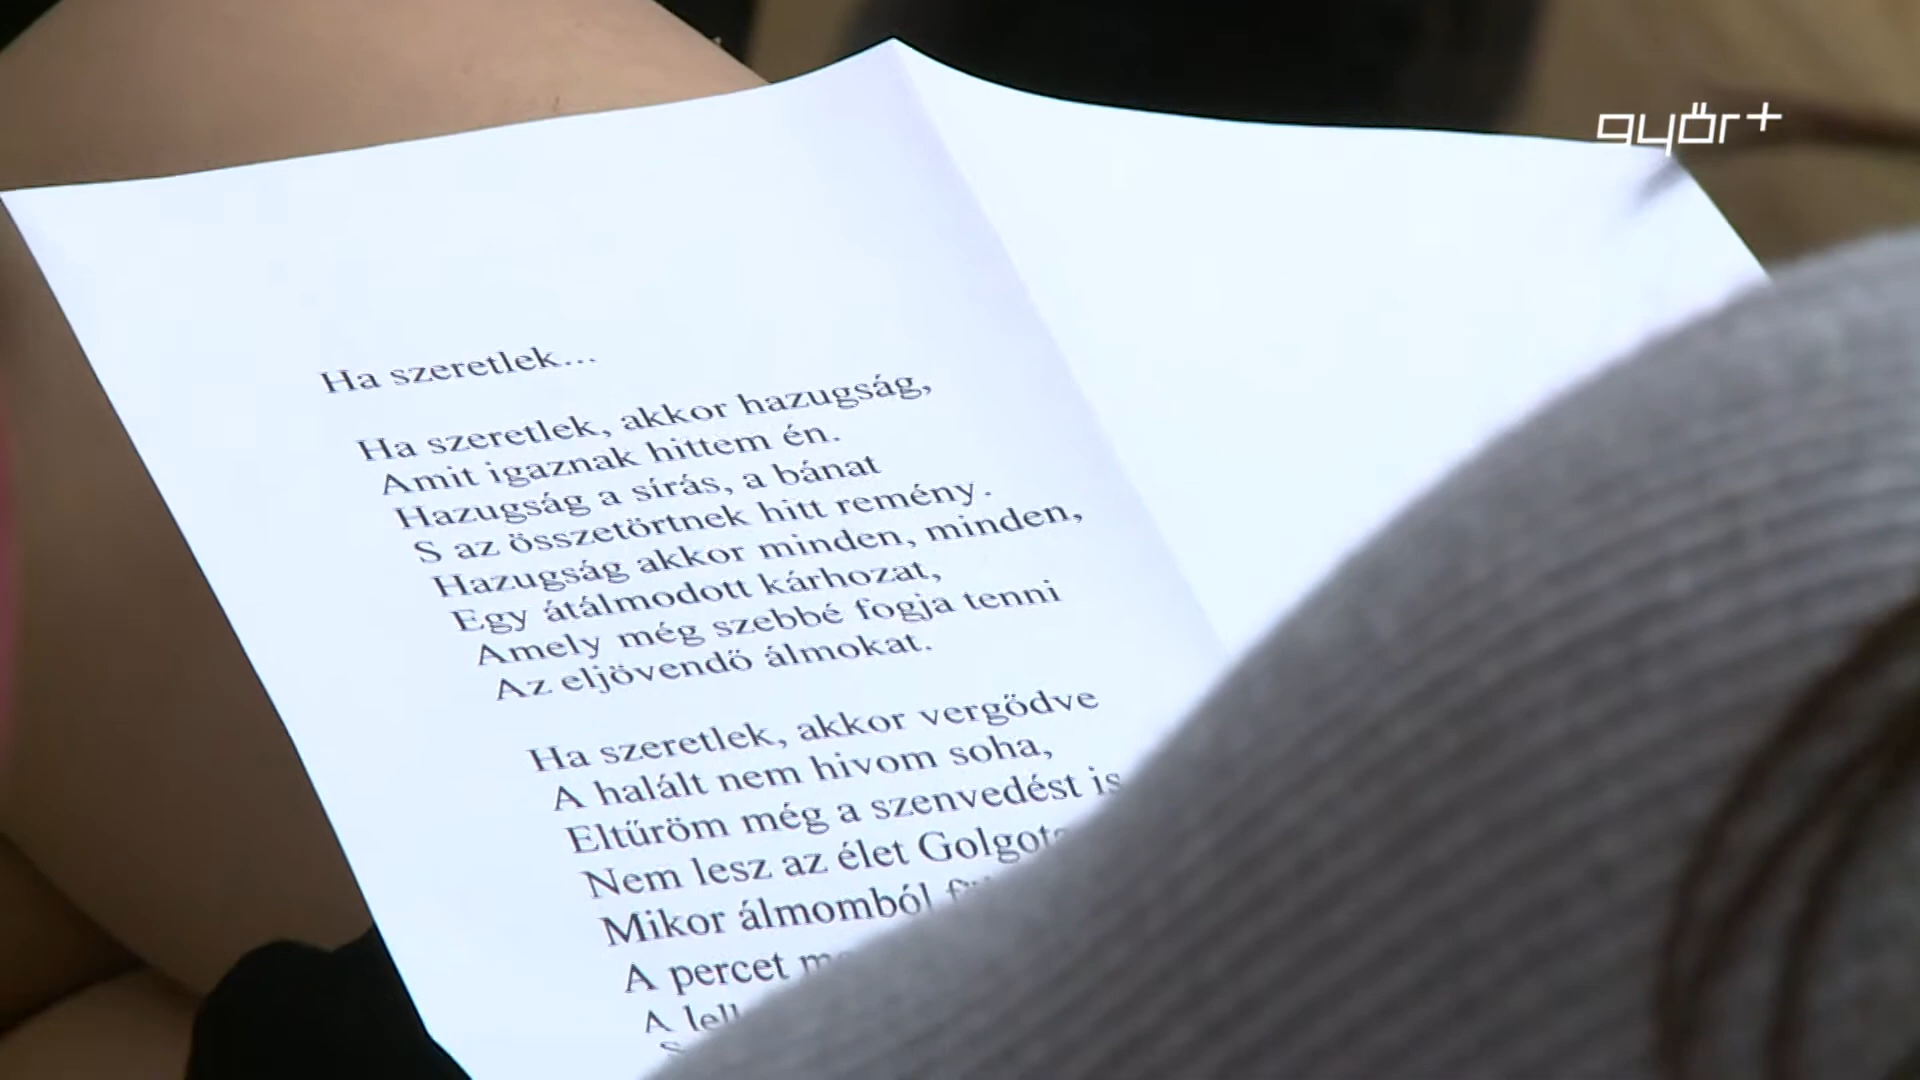 győr+
Ha szeretlek...
Ha szeretlek, akkor hazugság,
Amit igaznak hittem én.
Hazugság a sírás, a bánat
S az összetörtnek hitt remény.
Hazugság akkor minden, minden,
Egy átálmodott kárhozat,
Amely még szebbé fogja tenni
Az eljövendő álmokat.
Ha szeretlek, akkor vergődve
A halált nem hivom soha,
Eltűröm még a szenvedést is
Nem lesz az élet
Mikor álmomból
A percet
A